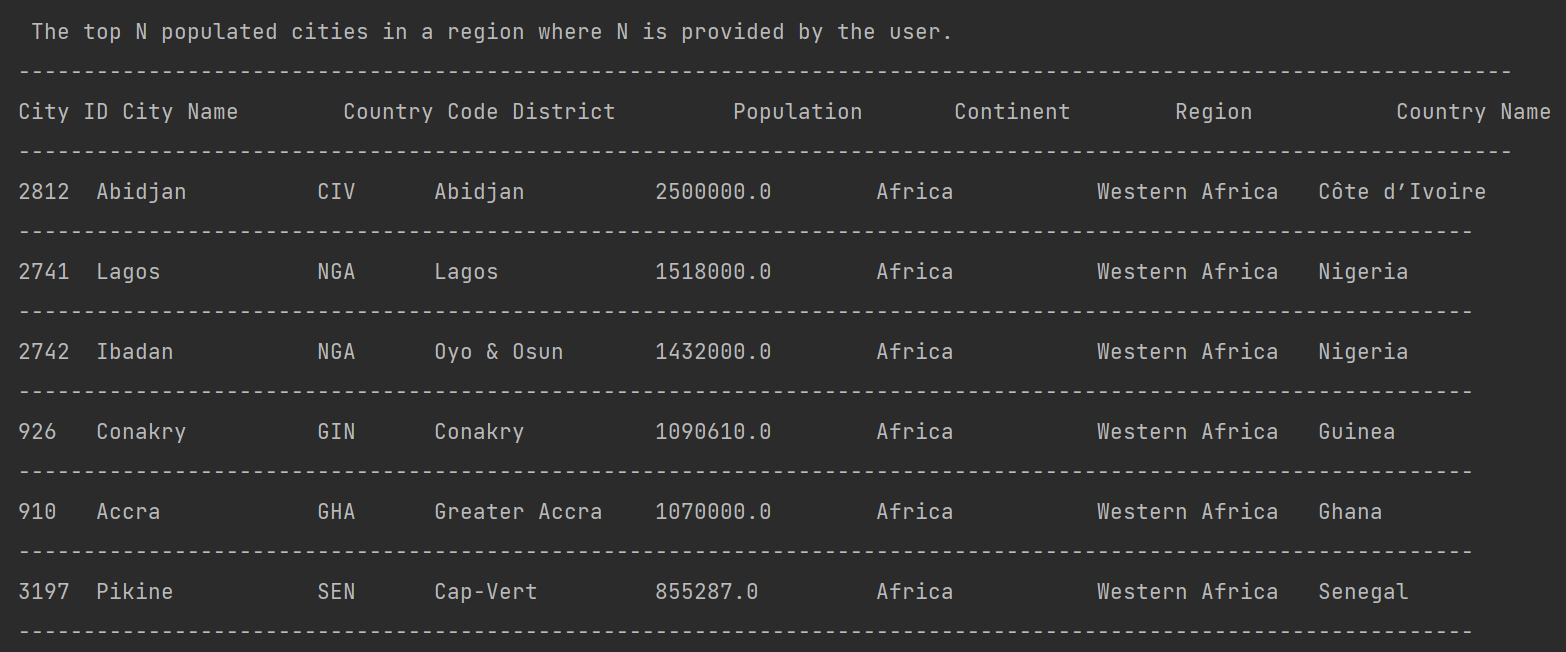 The top N populated cities in a region where N is provided by the user.
-------------------------------------------------------------------------------------------------------------------
City ID City Name        Country Code District         Population       Continent        Region           Country Name
-------------------------------------------------------------------------------------------------------------------
2812  Abidjan          CIV      Abidjan          2500000.0        Africa           Western Africa   Côte d’Ivoire
----------------------------------------------------------------------------------------------------------------
2741  Lagos            NGA      Lagos            1518000.0        Africa           Western Africa   Nigeria
----------------------------------------------------------------------------------------------------------------
2742  Ibadan           NGA      Oyo & Osun       1432000.0        Africa           Western Africa   Nigeria
----------------------------------------------------------------------------------------------------------------
926   Conakry          GIN      Conakry          1090610.0        Africa           Western Africa   Guinea
----------------------------------------------------------------------------------------------------------------
910   Accra            GHA      Greater Accra    1070000.0        Africa           Western Africa   Ghana
----------------------------------------------------------------------------------------------------------------
3197  Pikine           SEN      Cap-Vert         855287.0         Africa           Western Africa   Senegal
----------------------------------------------------------------------------------------------------------------